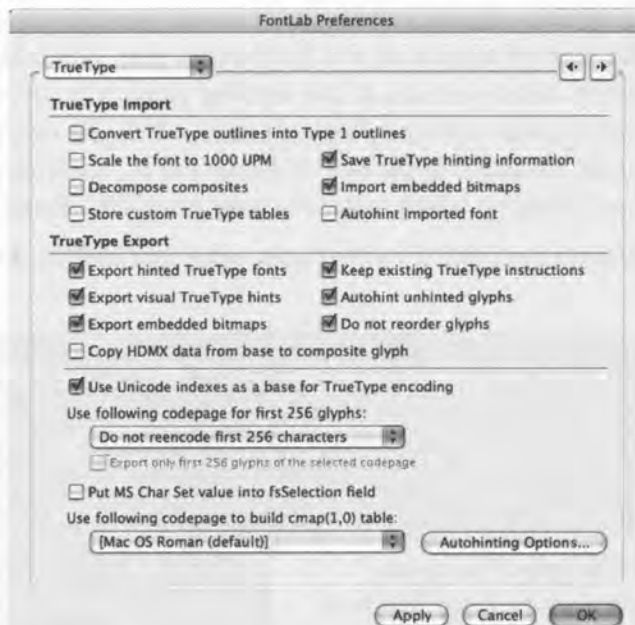 FontLab Preferences
TrueType
TrueType Import
Convert TrueType outlines into Type 1 outlines
Scale the font to 1000 UPM Save TrueType hinting information
Decompose composites Import embedded bitmaps
Store custom TrueType tables Autohint imported font
TrueType Export
Export hinted TrueType fonts Keep existing TrueType instructions
Export visual TrueType hints Autohint unhinted glyphs
Export embedded bitmaps Do not reorder glyphs
Copy HDMX data from base to composite glyph
Use Unicode indexes as a base for TrueType encoding
Use following codepage for first 256 glyphs:
Do not reencode first 256 characters
Export only first 256 glyphs of the selected codepage
Put MS Char Set value into fsSelection field
Use following codepage to build cmap(1,0) table:
[Mac OS Roman (default)] Autohinting Options...
Apply Cancel OK